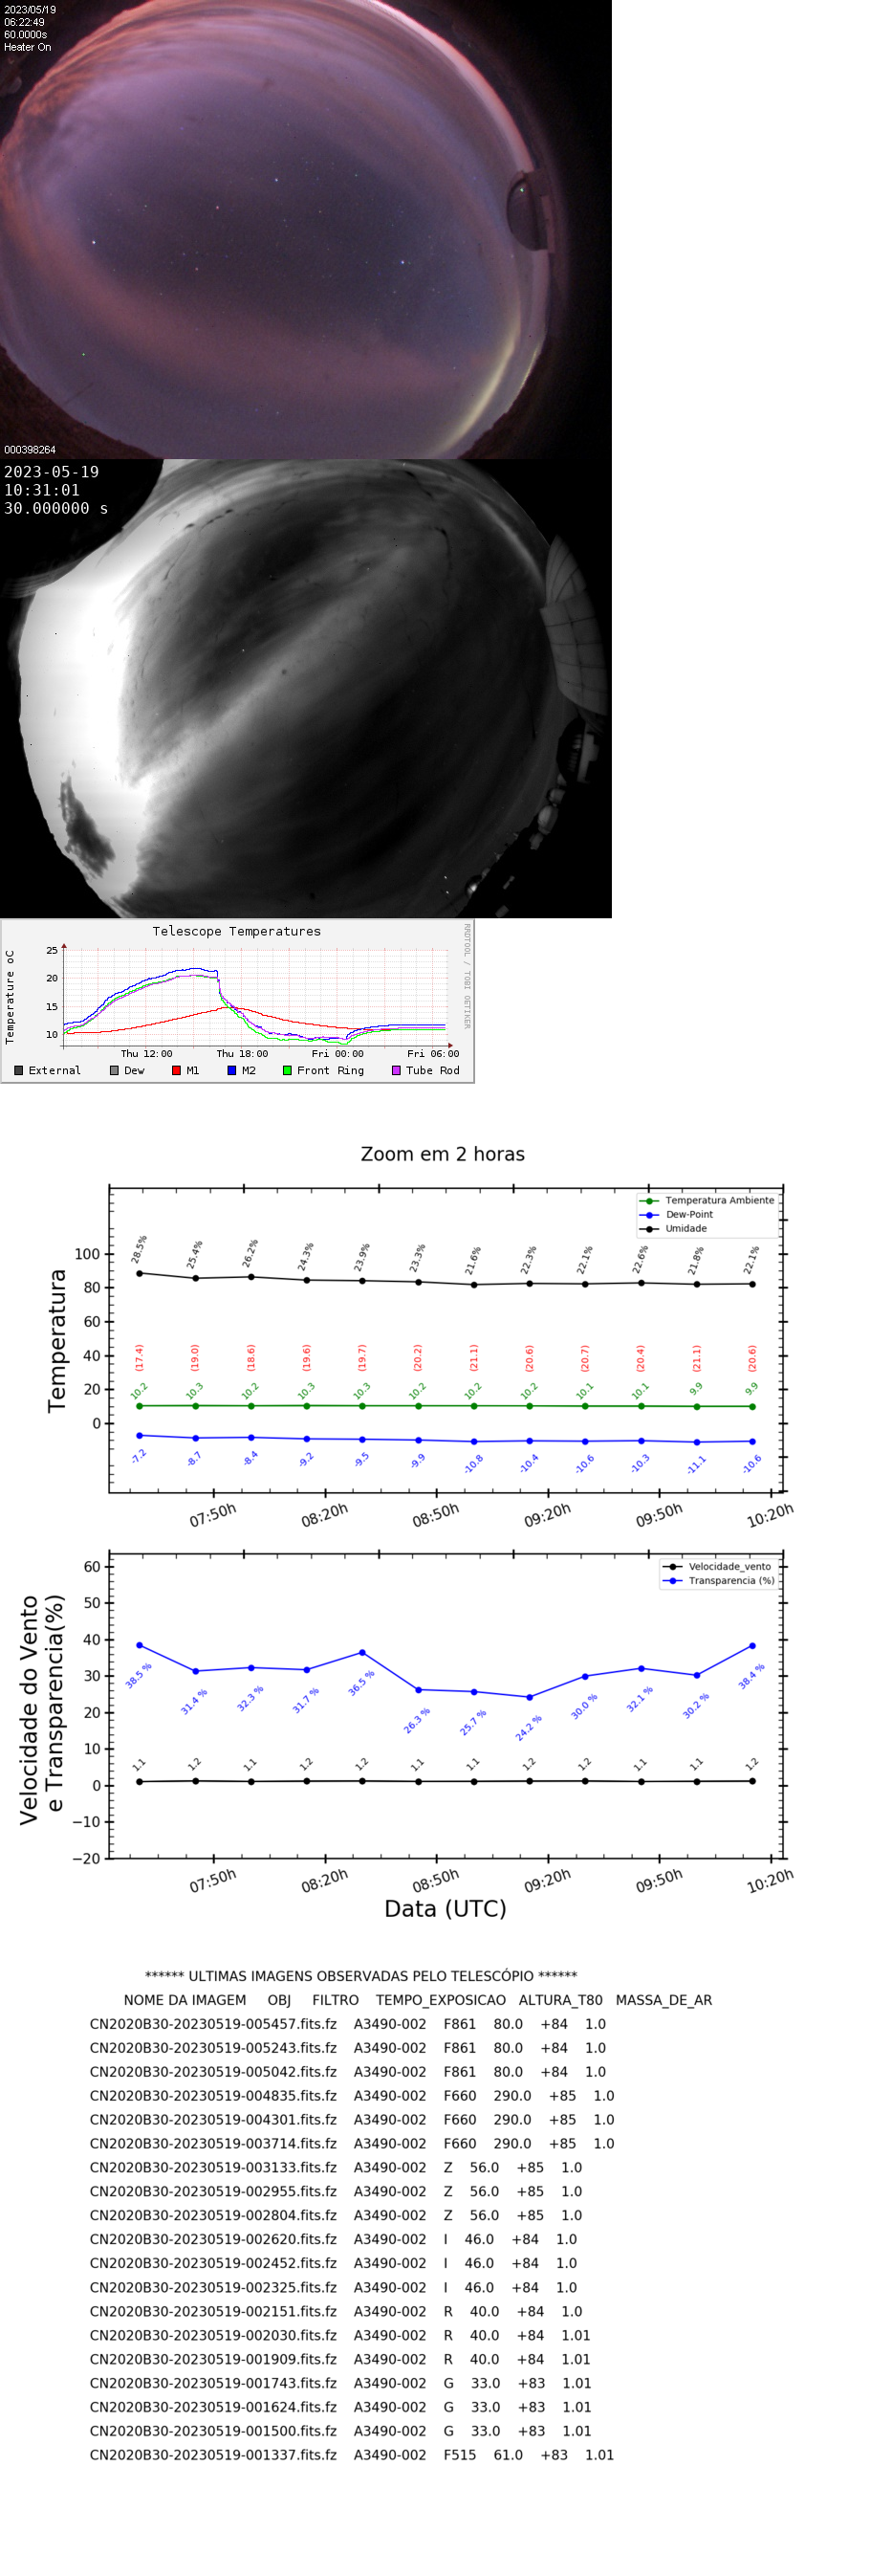 2023/05/19
06:22:49
60.0000s
Heater On
000398264
2023-05-19
10:31:01
30.000000 s
Telescope Temperatures
RRDTOOL / TOBI OETIKER
Temperature oC
25
20
15
10
Thu 12:00 Thu 18:00 Fri 00:00 Fri 06:00
External Dew M1 M2 Front Ring Tube Rod
Zoom em 2 horas
Temperatura
Temperatura Ambiente
Dew-Point
Umidade
100
80
60
40
20
0
28.5% 25.4% 26.2% 24.3% 23.9% 23.3% 21.6% 22.3% 22.1% 22.6% 21.8% 22.1%
(17.4) (19.0) (18.6) (19.6) (19.7) (20.2) (21.1) (20.6) (20.7) (20.4) (21.1) (20.6)
10.2 10.3 10.2 10.3 10.3 10.2 10.2 10.2 10.1 10.1 9.9 9.9
-7.2 -8.7 -8.4 -9.2 -9.5 -9.9 -10.8 -10.4 -10.6 -10.3 -11.1 -10.6
07:50h 08:20h 08:50h 09:20h 09:50h 10:20h
Velocidade do Vento
e Transparencia(%)
Velocidade_vento
Transparencia (%)
60
50
40
30
20
10
0
−10
−20
38.5 % 31.4 % 32.3 % 31.7 % 36.5 % 26.3 % 25.7 % 24.2 % 30.0 % 32.1 % 30.2 % 38.4 %
1.1 1.2 1.1 1.2 1.2 1.1 1.1 1.2 1.2 1.1 1.1 1.2
07:50h 08:20h 08:50h 09:20h 09:50h 10:20h
Data (UTC)
****** ULTIMAS IMAGENS OBSERVADAS PELO TELESCÓPIO ******
NOME DA IMAGEM OBJ FILTRO TEMPO_EXPOSICAO ALTURA_T80 MASSA_DE_AR
CN2020B30-20230519-005457.fits.fz A3490-002 F861 80.0 +84 1.0
CN2020B30-20230519-005243.fits.fz A3490-002 F861 80.0 +84 1.0
CN2020B30-20230519-005042.fits.fz A3490-002 F861 80.0 +84 1.0
CN2020B30-20230519-004835.fits.fz A3490-002 F660 290.0 +85 1.0
CN2020B30-20230519-004301.fits.fz A3490-002 F660 290.0 +85 1.0
CN2020B30-20230519-003714.fits.fz A3490-002 F660 290.0 +85 1.0
CN2020B30-20230519-003133.fits.fz A3490-002 Z 56.0 +85 1.0
CN2020B30-20230519-002955.fits.fz A3490-002 Z 56.0 +85 1.0
CN2020B30-20230519-002804.fits.fz A3490-002 Z 56.0 +85 1.0
CN2020B30-20230519-002620.fits.fz A3490-002 I 46.0 +84 1.0
CN2020B30-20230519-002452.fits.fz A3490-002 I 46.0 +84 1.0
CN2020B30-20230519-002325.fits.fz A3490-002 I 46.0 +84 1.0
CN2020B30-20230519-002151.fits.fz A3490-002 R 40.0 +84 1.0
CN2020B30-20230519-002030.fits.fz A3490-002 R 40.0 +84 1.01
CN2020B30-20230519-001909.fits.fz A3490-002 R 40.0 +84 1.01
CN2020B30-20230519-001743.fits.fz A3490-002 G 33.0 +83 1.01
CN2020B30-20230519-001624.fits.fz A3490-002 G 33.0 +83 1.01
CN2020B30-20230519-001500.fits.fz A3490-002 G 33.0 +83 1.01
CN2020B30-20230519-001337.fits.fz A3490-002 F515 61.0 +83 1.01